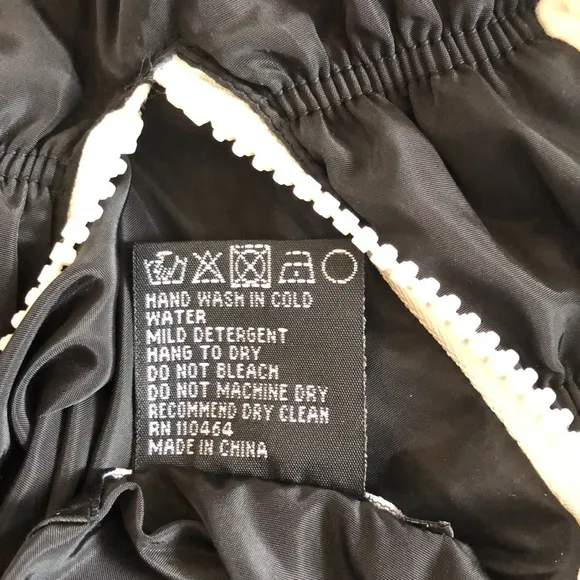 HAND WASH IN COLD
WATER
MILD DETERGENT
HANG TO DRY
DO NOT BLEACH
DO NOT MACHINE DRY
RECOMMEND DRY CLEAN
RN 110464
MADE IN CHINA